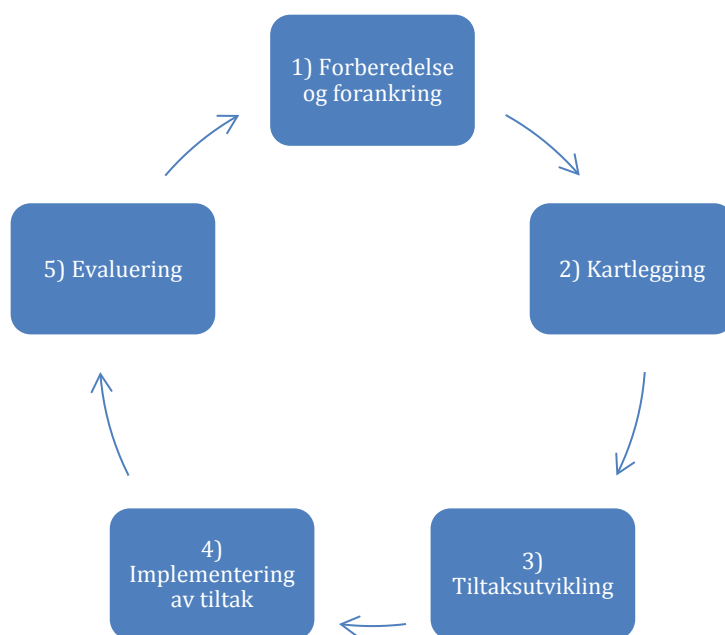 1) Forberedelse
og forankring
2) Kartlegging
3)
Tiltaksutvikling
4)
Implementering
av tiltak
5) Evaluering